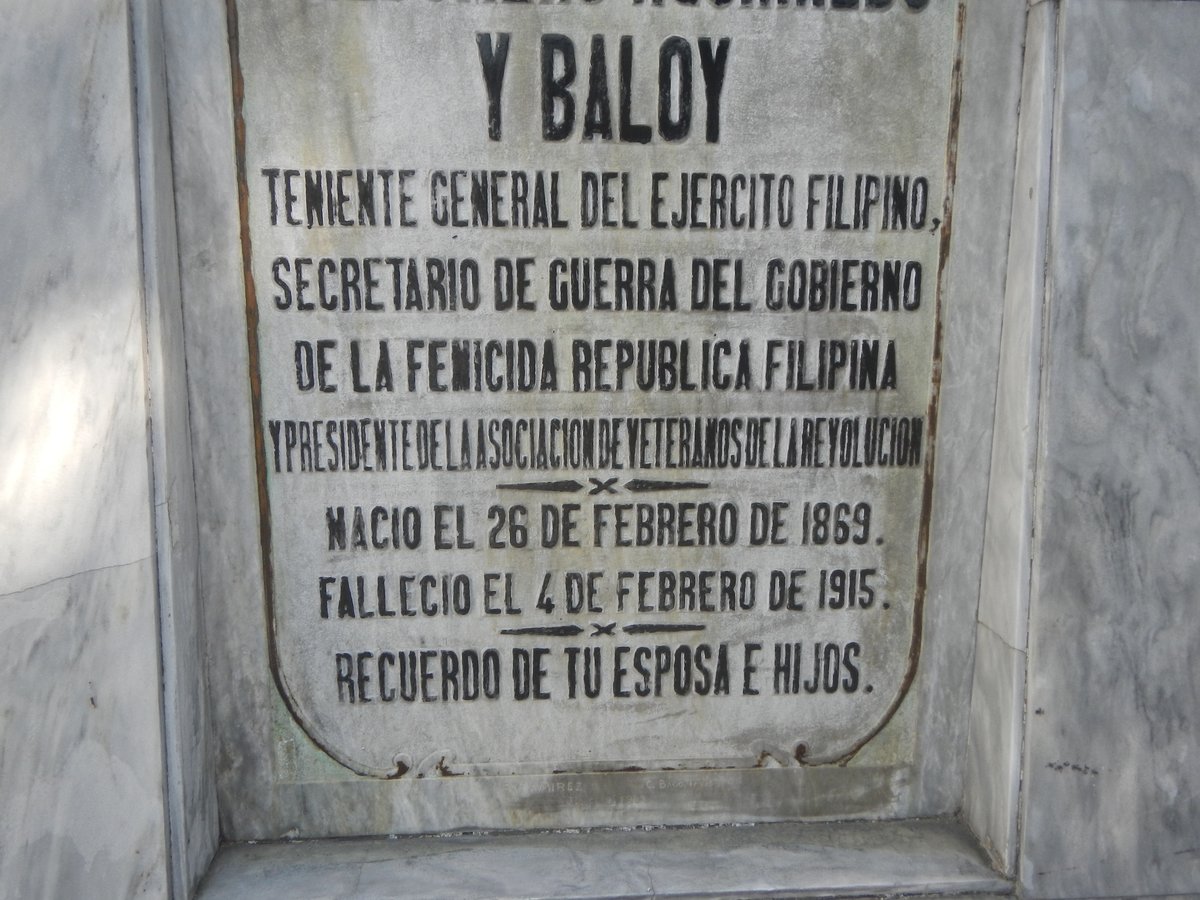 Y BALOY
TENIENTE GENERAL DEL EJERCITO FILIPINO,
SECRETARIO DE GUERRA DEL GOBIERNO
DE LA FENICIDA REPUBLICA FILIPINA
Y PRESIDENTE DE LA ASOCIACION DE VETERANOS DE LA REVOLUCION
NACIO EL 26 DE FEBRERO DE 1869.
FALLECIO EL 4 DE FEBRERO DE 1915.
RECUERDO DE TU ESPOSA E HIJOS.